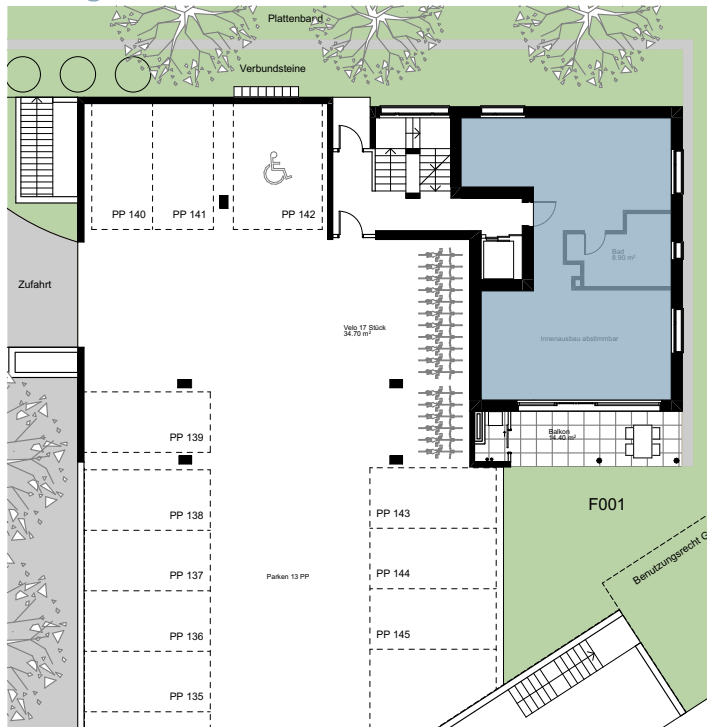 Plattenband
Verbundsteine
PP 140
PP 141
PP 142
Zufahrt
Bad
8.90 m²
Velo 17 Stück
34.70 m²
Innenausbau abstimmbar
PP 139
Balkon
14.40 m²
PP 138
PP 143
F001
PP 137
Parken 13 PP
PP 144
Benutzungsrecht G
PP 136
PP 145
PP 135